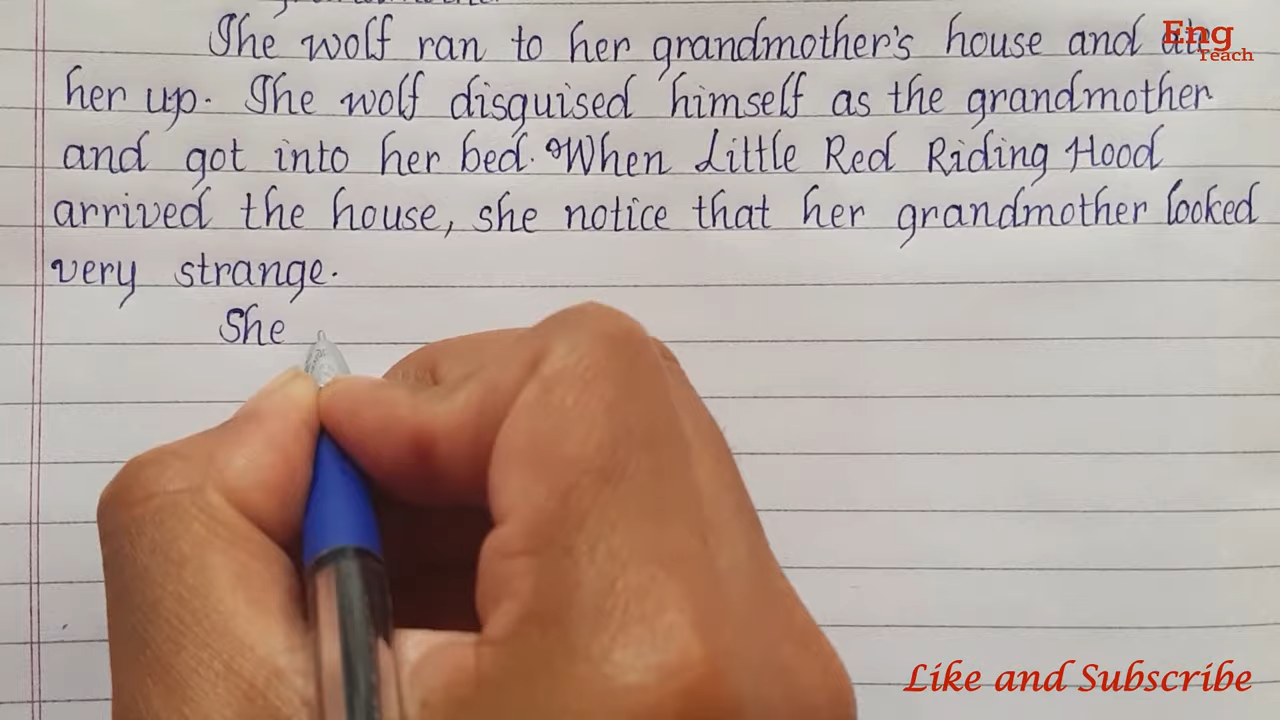 The wolf ran to her grandmother's house and
her up. The wolf disguised himself as the grandmother
and got into her bed. When Little Red Riding Hood
arrived the house, she notice that her grandmother looked
very strange.
She
Eng
Teach
Like and Subscribe